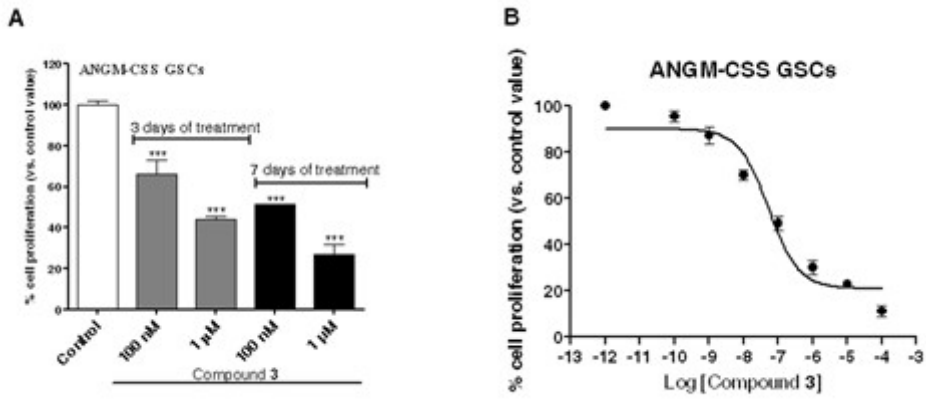 A
ANGM-CSS GSCs
% cell proliferation (vs. control value)
120
100
80
60
40
20
0
3 days of treatment
7 days of treatment
***
***
***
***
Control
100 nM
1 µM
100 nM
1 µM
Compound 3
B
ANGM-CSS GSCs
% cell proliferation (vs. control value)
100
80
60
40
20
0
-13 -12 -11 -10 -9 -8 -7 -6 -5 -4 -3
Log [Compound 3]